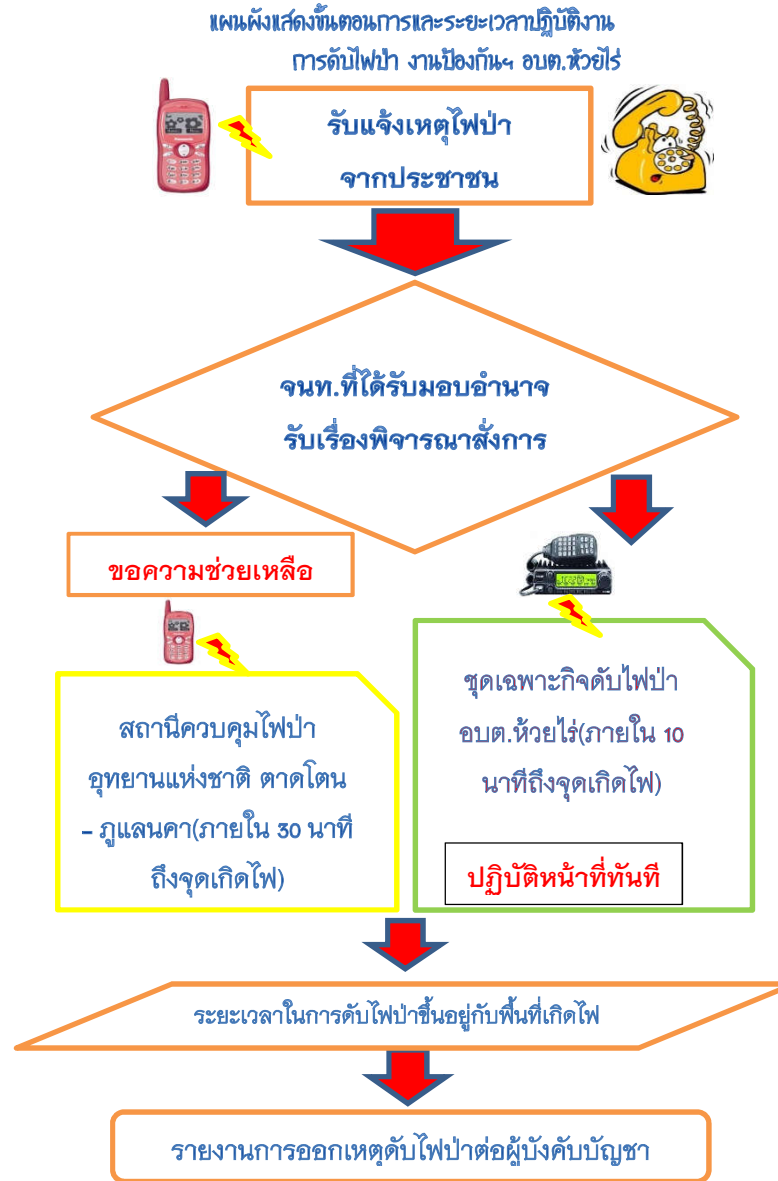 แผนผังแสดงขั้นตอนการและระยะเวลาปฏิบัติงาน
การดับไฟป่า งานป้องกันฯ อบต.ห้วยไร่
รับแจ้งเหตุไฟป่า
จากประชาชน
จนท.ที่ได้รับมอบอำนาจ
รับเรื่องพิจารณาสั่งการ
ขอความช่วยเหลือ
สถานีควบคุมไฟป่า
อุทยานแห่งชาติ ตาดโตน
– ภูแลนคา(ภายใน 30 นาที
ถึงจุดเกิดไฟ)
ชุดเฉพาะกิจดับไฟป่า
อบต.ห้วยไร่(ภายใน 10
นาทีถึงจุดเกิดไฟ)
ปฏิบัติหน้าที่ทันที
ระยะเวลาในการดับไฟป่าขึ้นอยู่กับพื้นที่เกิดไฟ
รายงานการออกเหตุดับไฟป่าต่อผู้บังคับบัญชา